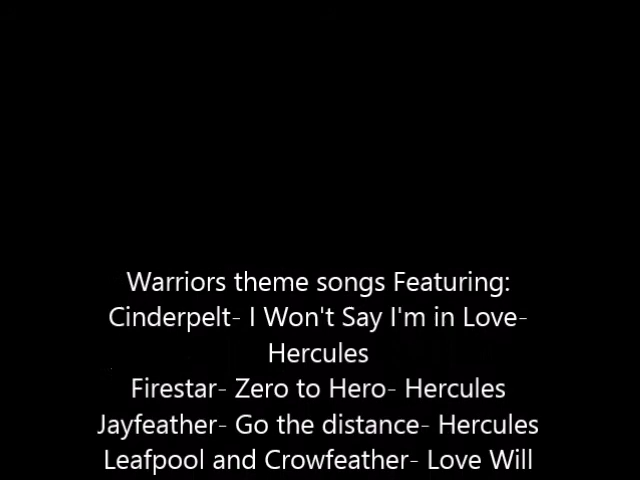 Warriors theme songs Featuring:
Cinderpelt- I Won't Say I'm in Love-
Hercules
Firestar- Zero to Hero- Hercules
Jayfeather- Go the distance- Hercules
Leafpool and Crowfeather- Love Will